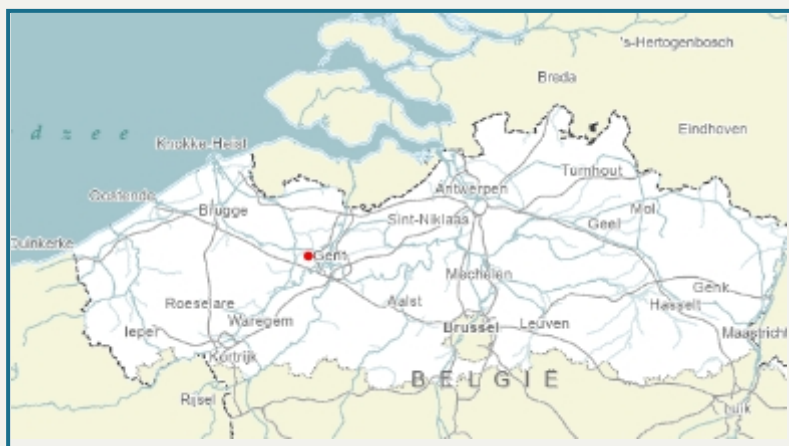 's-Hertogenbosch
Breda
Eindhoven
dzee
Knokke-Heist
Turnhout
Antwerpen
Oostende
Brugge
Mol
Sint-Niklaas
Geel
Duinkerke
Gent
Mechelen
Genk
Roeselare
Aalst
Hasselt
Waregem
Brussel
Leuven
Ieper
Maastricht
Kortrijk
BELGIË
Rijsel
Luik